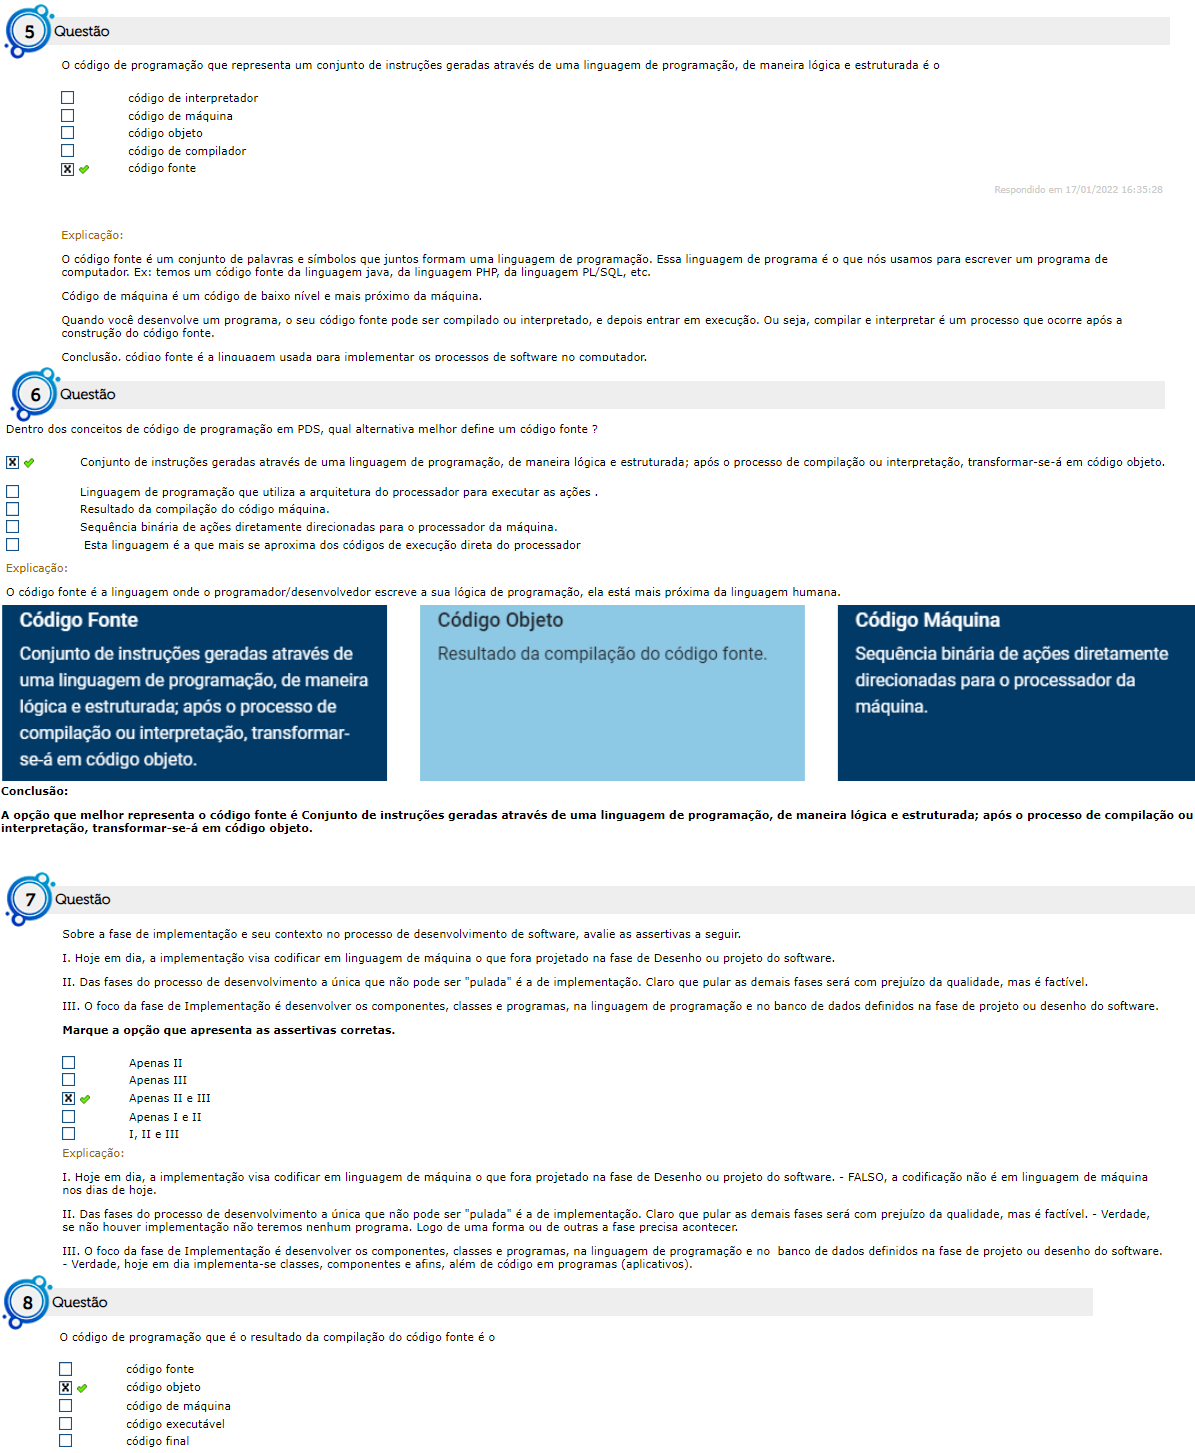 5 Questão
O código de programação que representa um conjunto de instruções geradas através de uma linguagem de programação, de maneira lógica e estruturada é o
código de interpretador
código de máquina
código objeto
código de compilador
código fonte
Respondido em 17/01/2022 16:35:28
Explicação:
O código fonte é um conjunto de palavras e símbolos que juntos formam uma linguagem de programação. Essa linguagem de programa é o que nós usamos para escrever um programa de
computador. Ex: temos um código fonte da linguagem java, da linguagem PHP, da linguagem PL/SQL, etc.
Código de máquina é um código de baixo nível e mais próximo da máquina.
Quando você desenvolve um programa, o seu código fonte pode ser compilado ou interpretado, e depois entrar em execução. Ou seja, compilar e interpretar é um processo que ocorre após a
construção do código fonte.
Conclusão, código fonte é a linguagem usada para implementar os processos de software no computador.
6 Questão
Dentro dos conceitos de código de programação em PDS, qual alternativa melhor define um código fonte ?
Conjunto de instruções geradas através de uma linguagem de programação, de maneira lógica e estruturada; após o processo de compilação ou interpretação, transformar-se-á em código objeto.
Linguagem de programação que utiliza a arquitetura do processador para executar as ações .
Resultado da compilação do código máquina.
Sequência binária de ações diretamente direcionadas para o processador da máquina.
Esta linguagem é a que mais se aproxima dos códigos de execução direta do processador
Explicação:
O código fonte é a linguagem onde o programador/desenvolvedor escreve a sua lógica de programação, ela está mais próxima da linguagem humana.
Código Fonte
Conjunto de instruções geradas através de
uma linguagem de programação, de maneira
lógica e estruturada; após o processo de
compilação ou interpretação, transformar-
se-á em código objeto.
Código Objeto
Resultado da compilação do código fonte.
Código Máquina
Sequência binária de ações diretamente
direcionadas para o processador da
máquina.
Conclusão:
A opção que melhor representa o código fonte é Conjunto de instruções geradas através de uma linguagem de programação, de maneira lógica e estruturada; após o processo de compilação ou
interpretação, transformar-se-á em código objeto.
7 Questão
Sobre a fase de implementação e seu contexto no processo de desenvolvimento de software, avalie as assertivas a seguir.
I. Hoje em dia, a implementação visa codificar em linguagem de máquina o que fora projetado na fase de Desenho ou projeto do software.
II. Das fases do processo de desenvolvimento a única que não pode ser "pulada" é a de implementação. Claro que pular as demais fases será com prejuízo da qualidade, mas é factível.
III. O foco da fase de Implementação é desenvolver os componentes, classes e programas, na linguagem de programação e no banco de dados definidos na fase de projeto ou desenho do software.
Marque a opção que apresenta as assertivas corretas.
Apenas II
Apenas III
Apenas II e III
Apenas I e II
I, II e III
Explicação:
I. Hoje em dia, a implementação visa codificar em linguagem de máquina o que fora projetado na fase de Desenho ou projeto do software. - FALSO, a codificação não é em linguagem de máquina
nos dias de hoje.
II. Das fases do processo de desenvolvimento a única que não pode ser "pulada" é a de implementação. Claro que pular as demais fases será com prejuízo da qualidade, mas é factível. - Verdade,
se não houver implementação não teremos nenhum programa. Logo de uma forma ou de outras a fase precisa acontecer.
III. O foco da fase de Implementação é desenvolver os componentes, classes e programas, na linguagem de programação e no banco de dados definidos na fase de projeto ou desenho do software.
- Verdade, hoje em dia implementa-se classes, componentes e afins, além de código em programas (aplicativos).
8 Questão
O código de programação que é o resultado da compilação do código fonte é o
código fonte
código objeto
código de máquina
código executável
código final